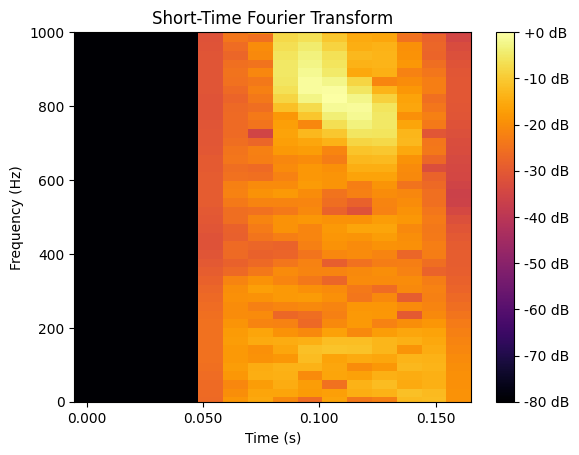 Short-Time Fourier Transform
1000
800
600
400
200
0
Frequency (Hz)
0.000
0.050
0.100
0.150
Time (s)
+0 dB
-10 dB
-20 dB
-30 dB
-40 dB
-50 dB
-60 dB
-70 dB
-80 dB